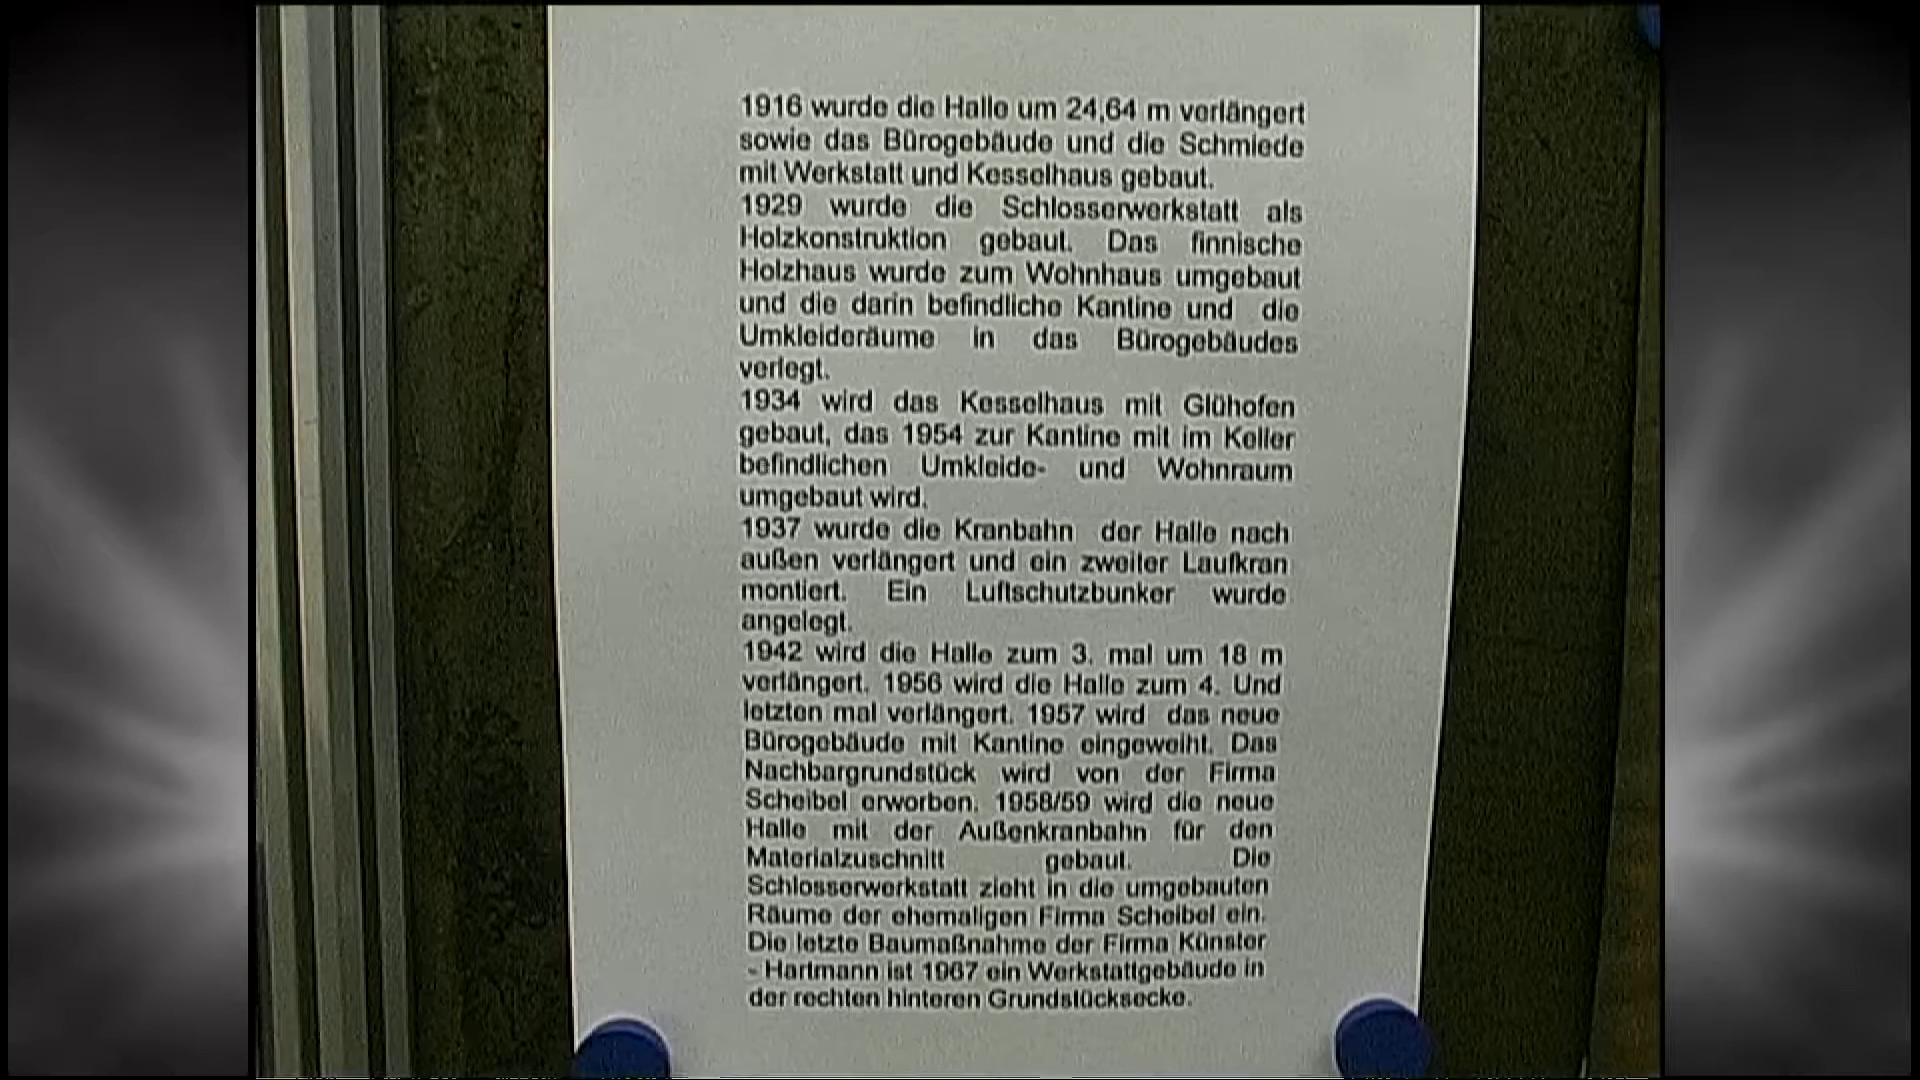 1916 wurde die Halle um 24,64 m verlängert
sowie das Bürogebäude und die Schmiede
mit Werkstatt und Kesselhaus gebaut.
1929 wurde die Schlosserwerkstatt als
Holzkonstruktion gebaut. Das finnische
Holzhaus wurde zum Wohnhaus umgebaut
und die darin befindliche Kantine und die
Umkleideräume in das Bürogebäudes
verlegt.
1934 wird das Kesselhaus mit Glühofen
gebaut, das 1954 zur Kantine mit im Keller
befindlichen Umkleide- und Wohnraum
umgebaut wird.
1937 wurde die Kranbahn der Halle nach
außen verlängert und ein zweiter Laufkran
montiert. Ein Luftschutzbunker wurde
angelegt.
1942 wird die Halle zum 3. mal um 18 m
verlängert. 1956 wird die Halle zum 4. Und
letzten mal verlängert. 1957 wird das neue
Bürogebäude mit Kantine eingeweiht. Das
Nachbargrundstück wird von der Firma
Scheibel erworben. 1958/59 wird die neue
Halle mit der Außenkranbahn für den
Materialzuschnitt gebaut. Die
Schlosserwerkstatt zieht in die umgebauten
Räume der ehemaligen Firma Scheibel ein.
Die letzte Baumaßnahme der Firma Künster
- Hartmann ist 1967 ein Werkstattgebäude in
der rechten hinteren Grundstücksecke.